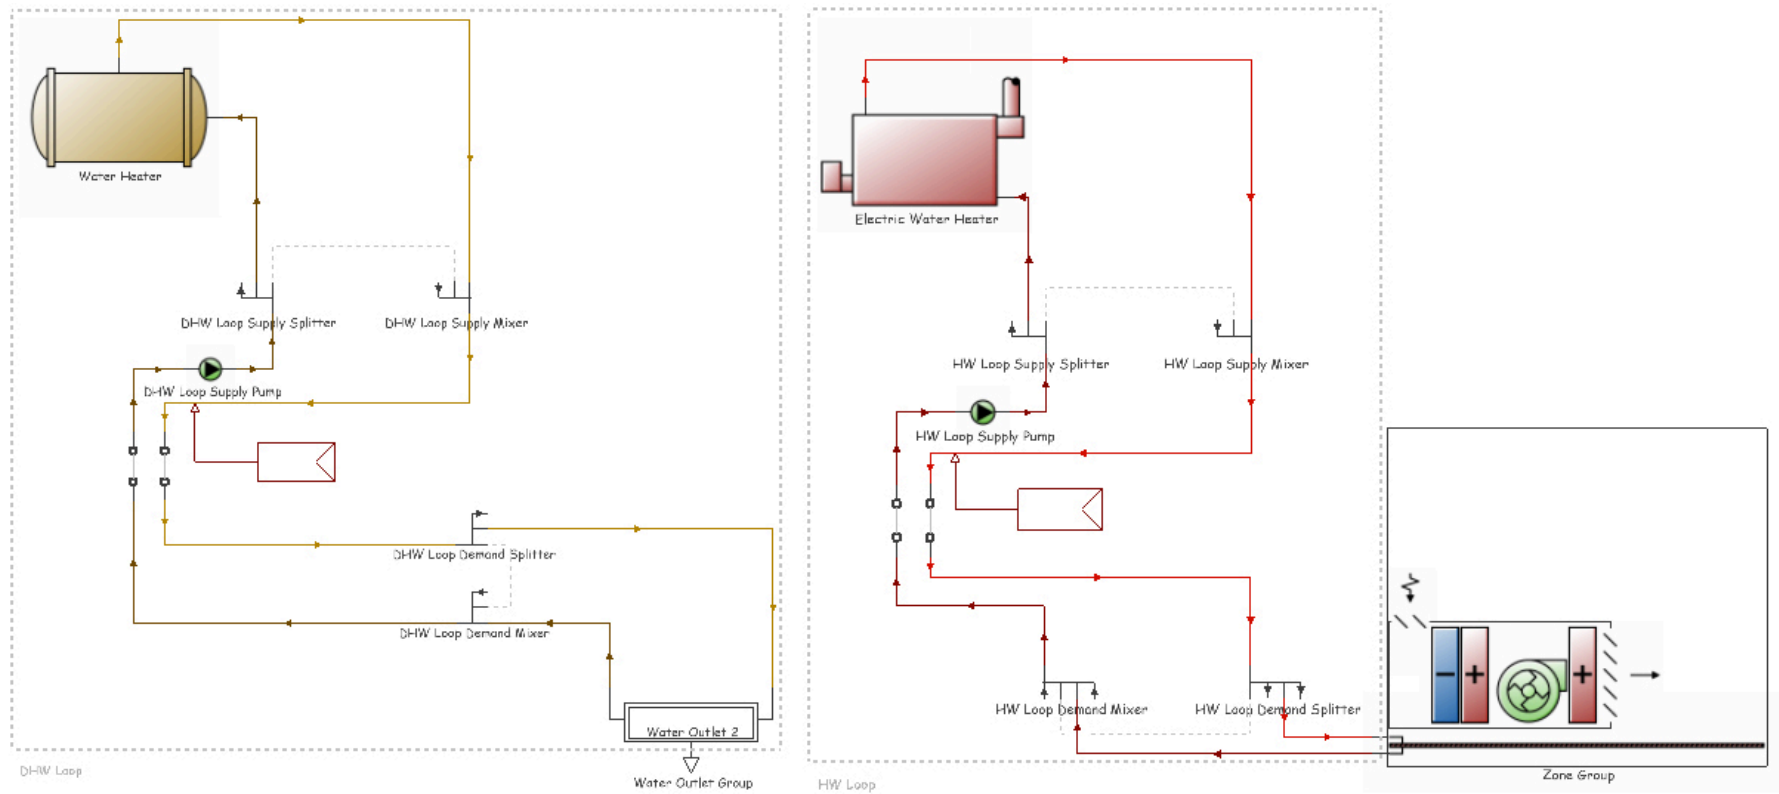 Water Heater
DHW Loop Supply Splitter
DHW Loop Supply Mixer
DHW Loop Supply Pump
DHW Loop Demand Splitter
DHW Loop Demand Mixer
Water Outlet 2
Water Outlet Group
DHW Loop
Electric Water Heater
HW Loop Supply Splitter
HW Loop Supply Mixer
HW Loop Supply Pump
HW Loop Demand Mixer
HW Loop Demand Splitter
HW Loop
Zone Group